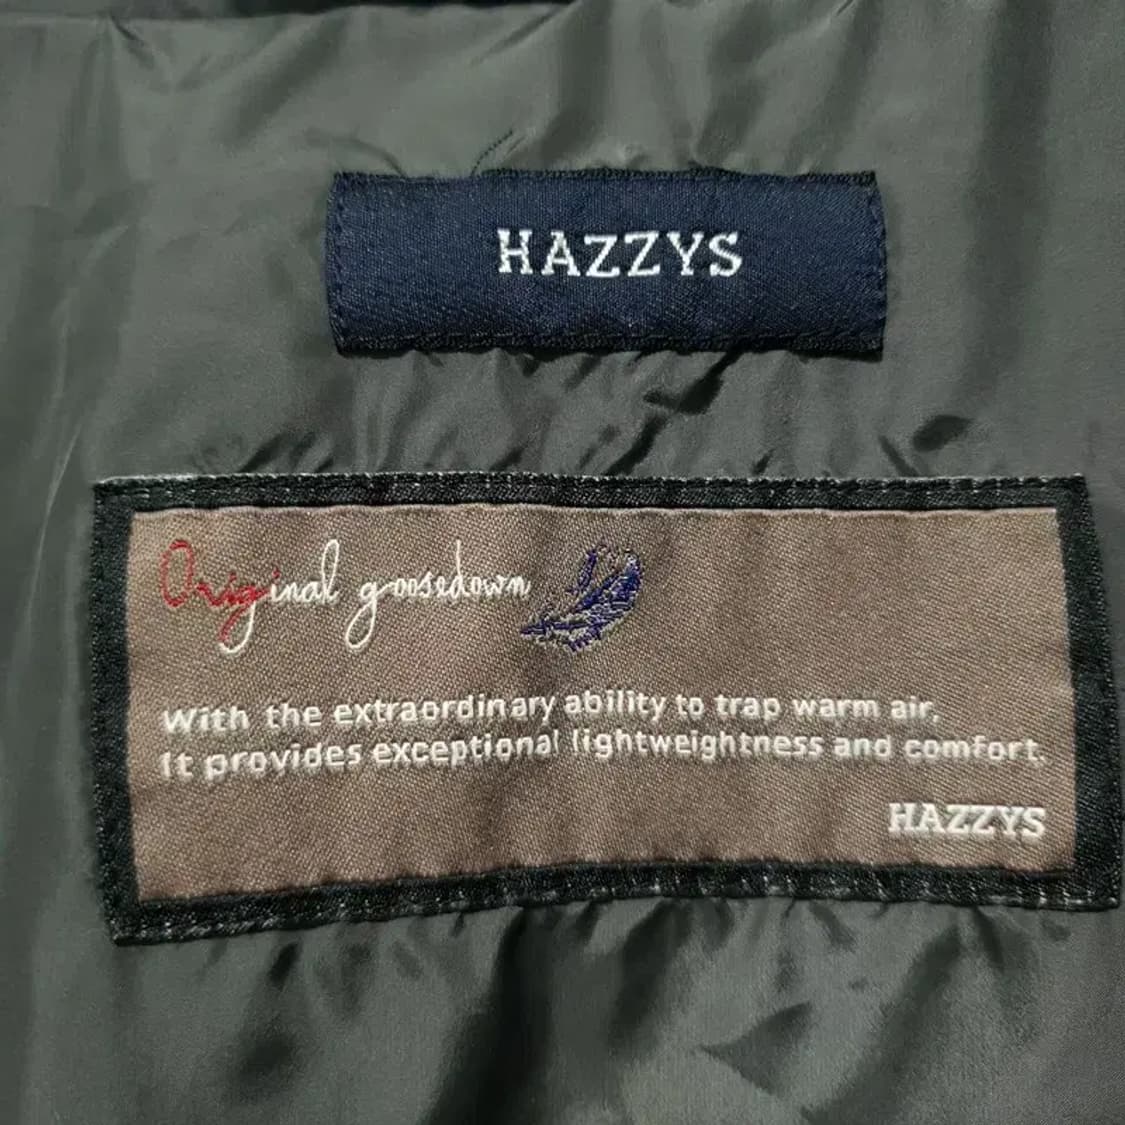 HAZZYS
Original goosedown
With the extraordinary ability to trap warm air,
It provides exceptional lightweightness and comfort.
HAZZYS